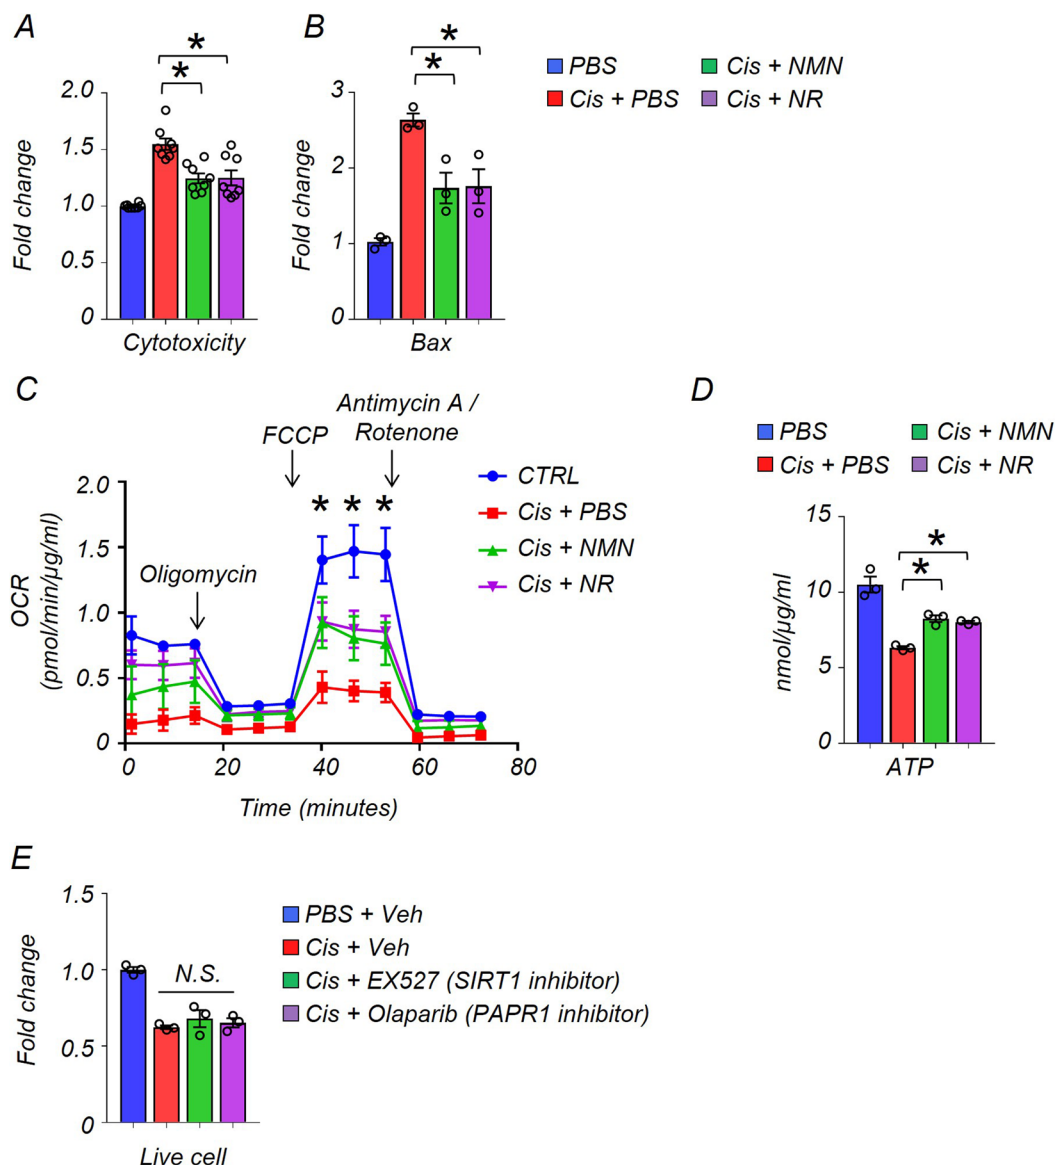 A
*
*
2.0
1.5
1.0
0.5
0
Fold change
Cytotoxicity
B
*
*
3
2
1
0
Fold change
Bax
PBS
Cis + NMN
Cis + PBS
Cis + NR
C
Antimycin A /
Rotenone
FCCP
Oligomycin
* * *
2.0
1.5
1.0
0.5
0
OCR
(pmol/min/µg/ml)
0 20 40 60 80
Time (minutes)
CTRL
Cis + PBS
Cis + NMN
Cis + NR
D
PBS
Cis + NMN
Cis + PBS
Cis + NR
*
*
15
10
5
0
nmol/µg/ml
ATP
E
1.5
1.0
0.5
0
Fold change
N.S.
Live cell
PBS + Veh
Cis + Veh
Cis + EX527 (SIRT1 inhibitor)
Cis + Olaparib (PAPR1 inhibitor)